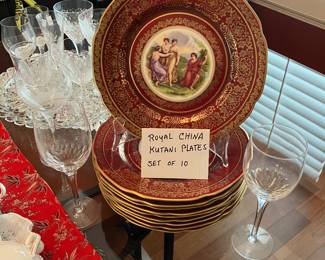 ROYAL CHINA
KUTANI PLATES
SET OF 10